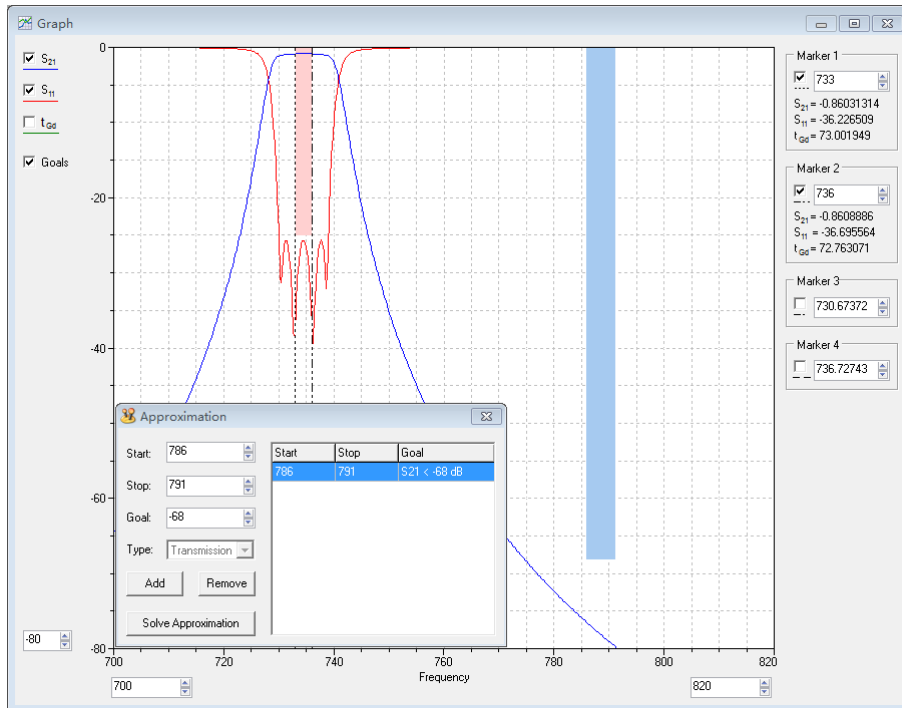 Graph
S21
S11
tGd
Goals
0
-20
-40
-60
-80
-80
700
720
740
760
780
800
820
Frequency
700
820
Marker 1
733
S21 = -0.86031314
S11 = -36.226509
tGd = 73.001949
Marker 2
736
S21 = -0.8608886
S11 = -36.695564
tGd = 72.763071
Marker 3
730.67372
Marker 4
736.72743
Approximation
Start: 786
Stop: 791
Goal: -68
Type: Transmission
Add Remove
Solve Approximation
Start Stop Goal
786 791 S21 < -68 dB